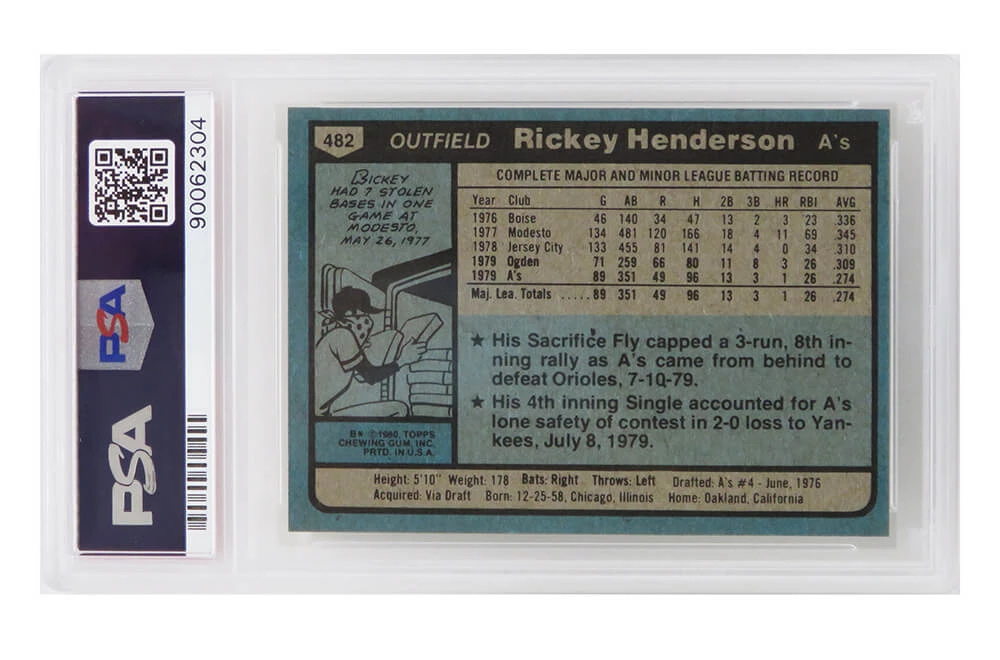 90062304
PSA
PSA
482 OUTFIELD Rickey Henderson A's
RICKEY
HAD 7 STOLEN
BASES IN ONE
GAME AT
MODESTO,
MAY 26, 1977
COMPLETE MAJOR AND MINOR LEAGUE BATTING RECORD
Year Club G AB R H 2B 3B HR RBI AVG
1976 Boise 46 140 34 47 13 2 3 23 .336
1977 Modesto 134 481 120 166 18 4 11 69 .345
1978 Jersey City 133 455 81 141 14 4 0 34 .310
1979 Ogden 71 259 66 80 11 8 3 26 .309
1979 A's 89 351 49 96 13 3 1 26 .274
Maj. Lea. Totals ..... 89 351 49 96 13 3 1 26 .274
★ His Sacrifice Fly capped a 3-run, 8th in-
ning rally as A's came from behind to
defeat Orioles, 7-10-79.
★ His 4th inning Single accounted for A's
lone safety of contest in 2-0 loss to Yan-
kees, July 8, 1979.
B* © 1980, TOPPS
CHEWING GUM, INC.
PRTD. IN U.S.A.
Height: 5'10" Weight: 178 Bats: Right Throws: Left Drafted: A's #4 - June, 1976
Acquired: Via Draft Born: 12-25-58, Chicago, Illinois Home: Oakland, California